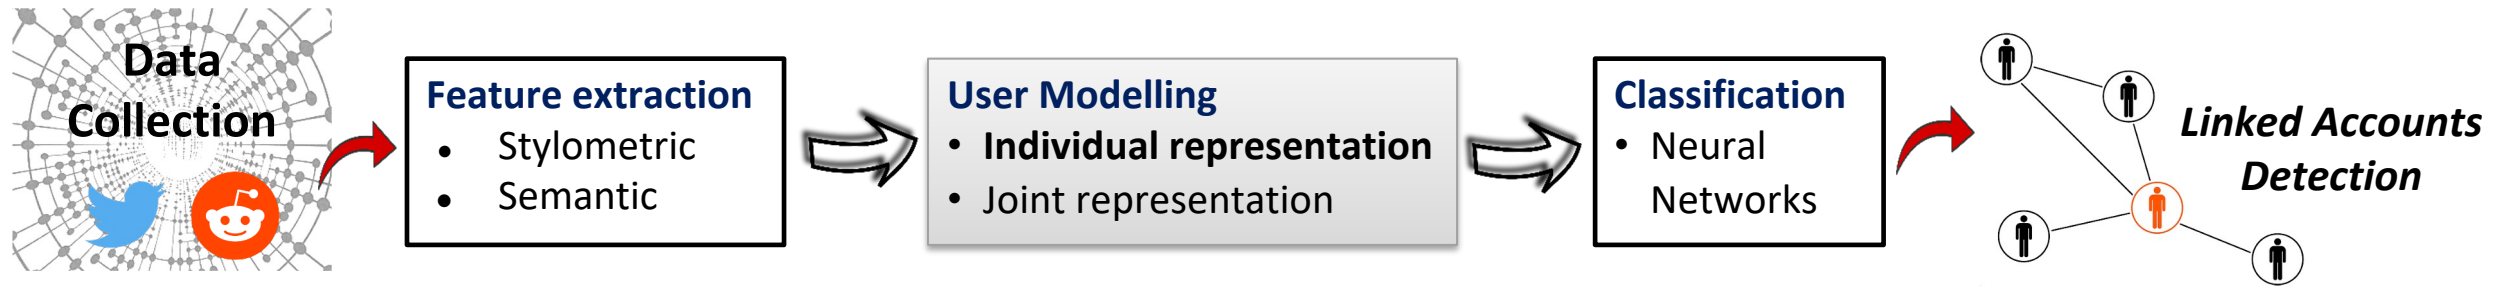 Data
Collection
Feature extraction
• Stylometric
• Semantic
User Modelling
• Individual representation
• Joint representation
Classification
• Neural
Networks
Linked Accounts
Detection